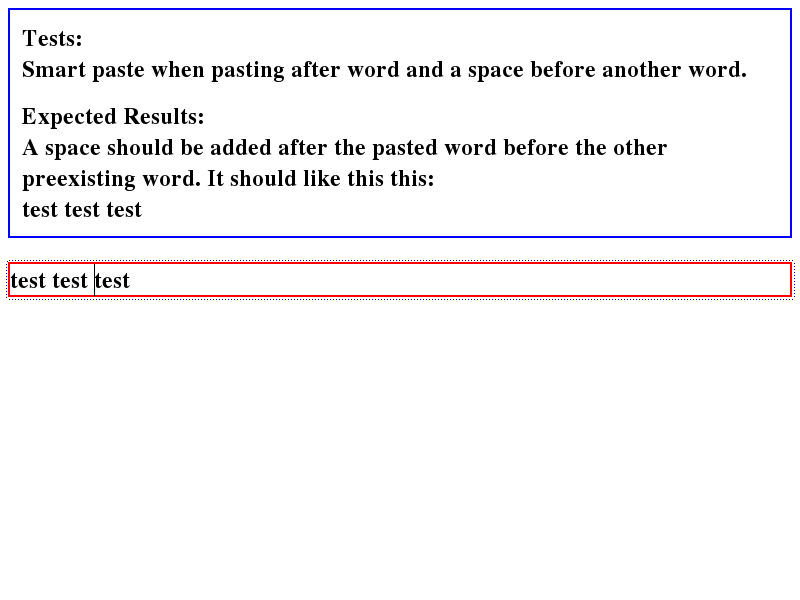 Tests:
Smart paste when pasting after word and a space before another word.
Expected Results:
A space should be added after the pasted word before the other
preexisting word. It should like this this:
test test test
test test test